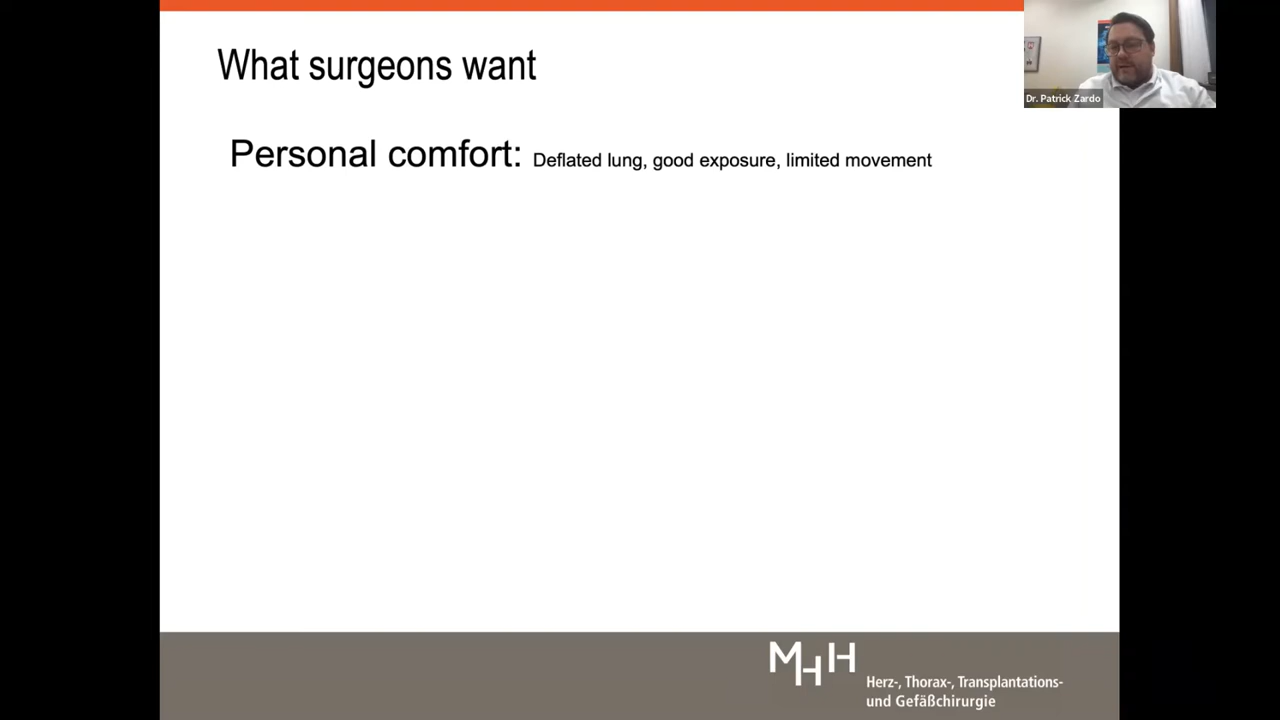 What surgeons want
Dr. Patrick Zardo
Personal comfort: Deflated lung, good exposure, limited movement
MHH
Herz-, Thorax-, Transplantations-
und Gefäßchirurgie